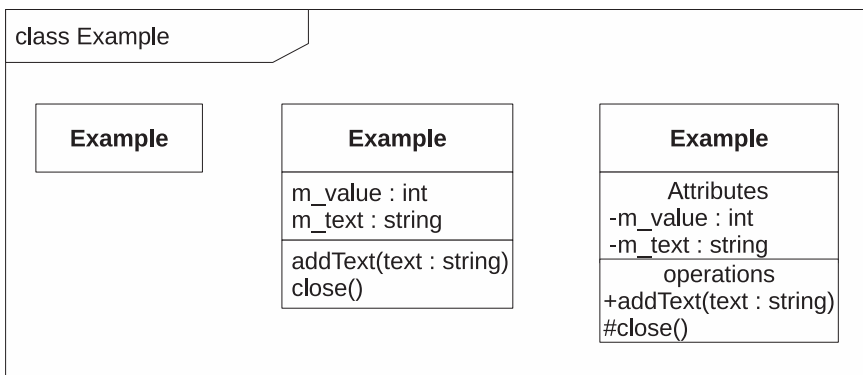 class Example
Example
Example
m_value : int
m_text : string
addText(text : string)
close()
Example
Attributes
-m_value : int
-m_text : string
operations
+addText(text : string)
#close()